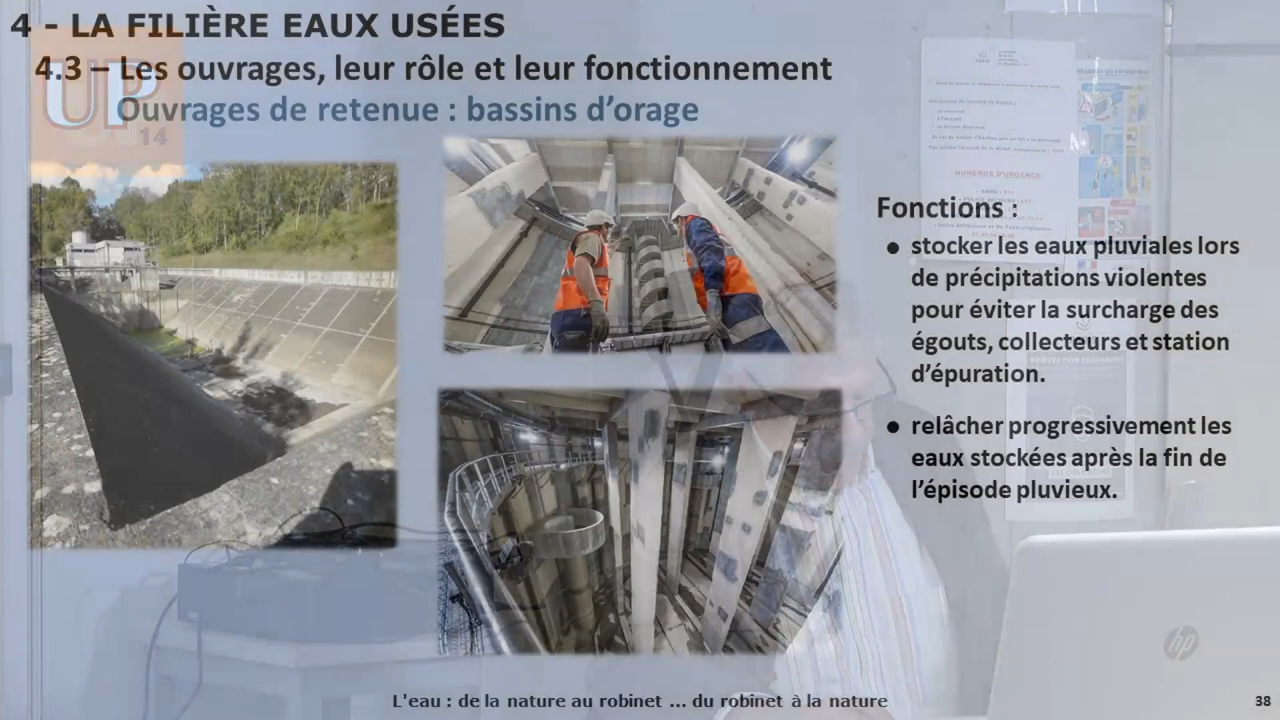 4 - LA FILIÈRE EAUX USÉES
4.3 – Les ouvrages, leur rôle et leur fonctionnement
Ouvrages de retenue : bassins d’orage
UP
14
NUMEROS D'URGENCE
Fonctions :
● stocker les eaux pluviales lors
de précipitations violentes
pour éviter la surcharge des
égouts, collecteurs et station
d’épuration.
● relâcher progressivement les
eaux stockées après la fin de
l’épisode pluvieux.
hp
L'eau : de la nature au robinet ... du robinet à la nature
38